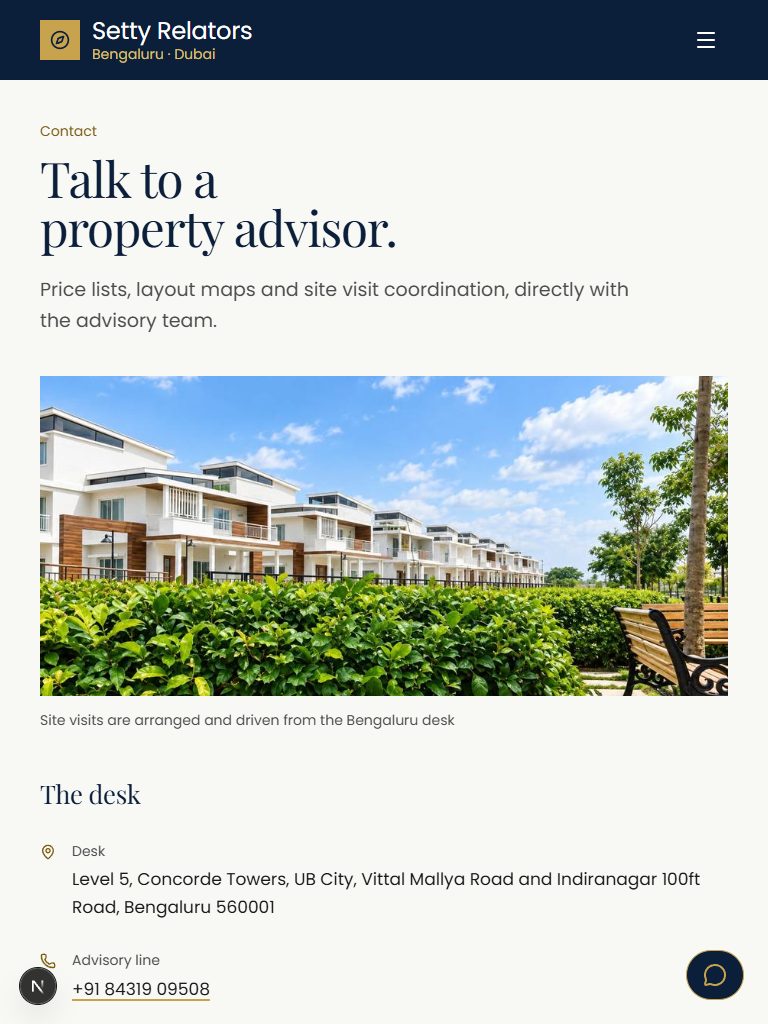 Setty Relators
Bengaluru · Dubai
Contact
Talk to a
property advisor.
Price lists, layout maps and site visit coordination, directly with
the advisory team.
Site visits are arranged and driven from the Bengaluru desk
The desk
Desk
Level 5, Concorde Towers, UB City, Vittal Mallya Road and Indiranagar 100ft
Road, Bengaluru 560001
Advisory line
N
+91 84319 09508